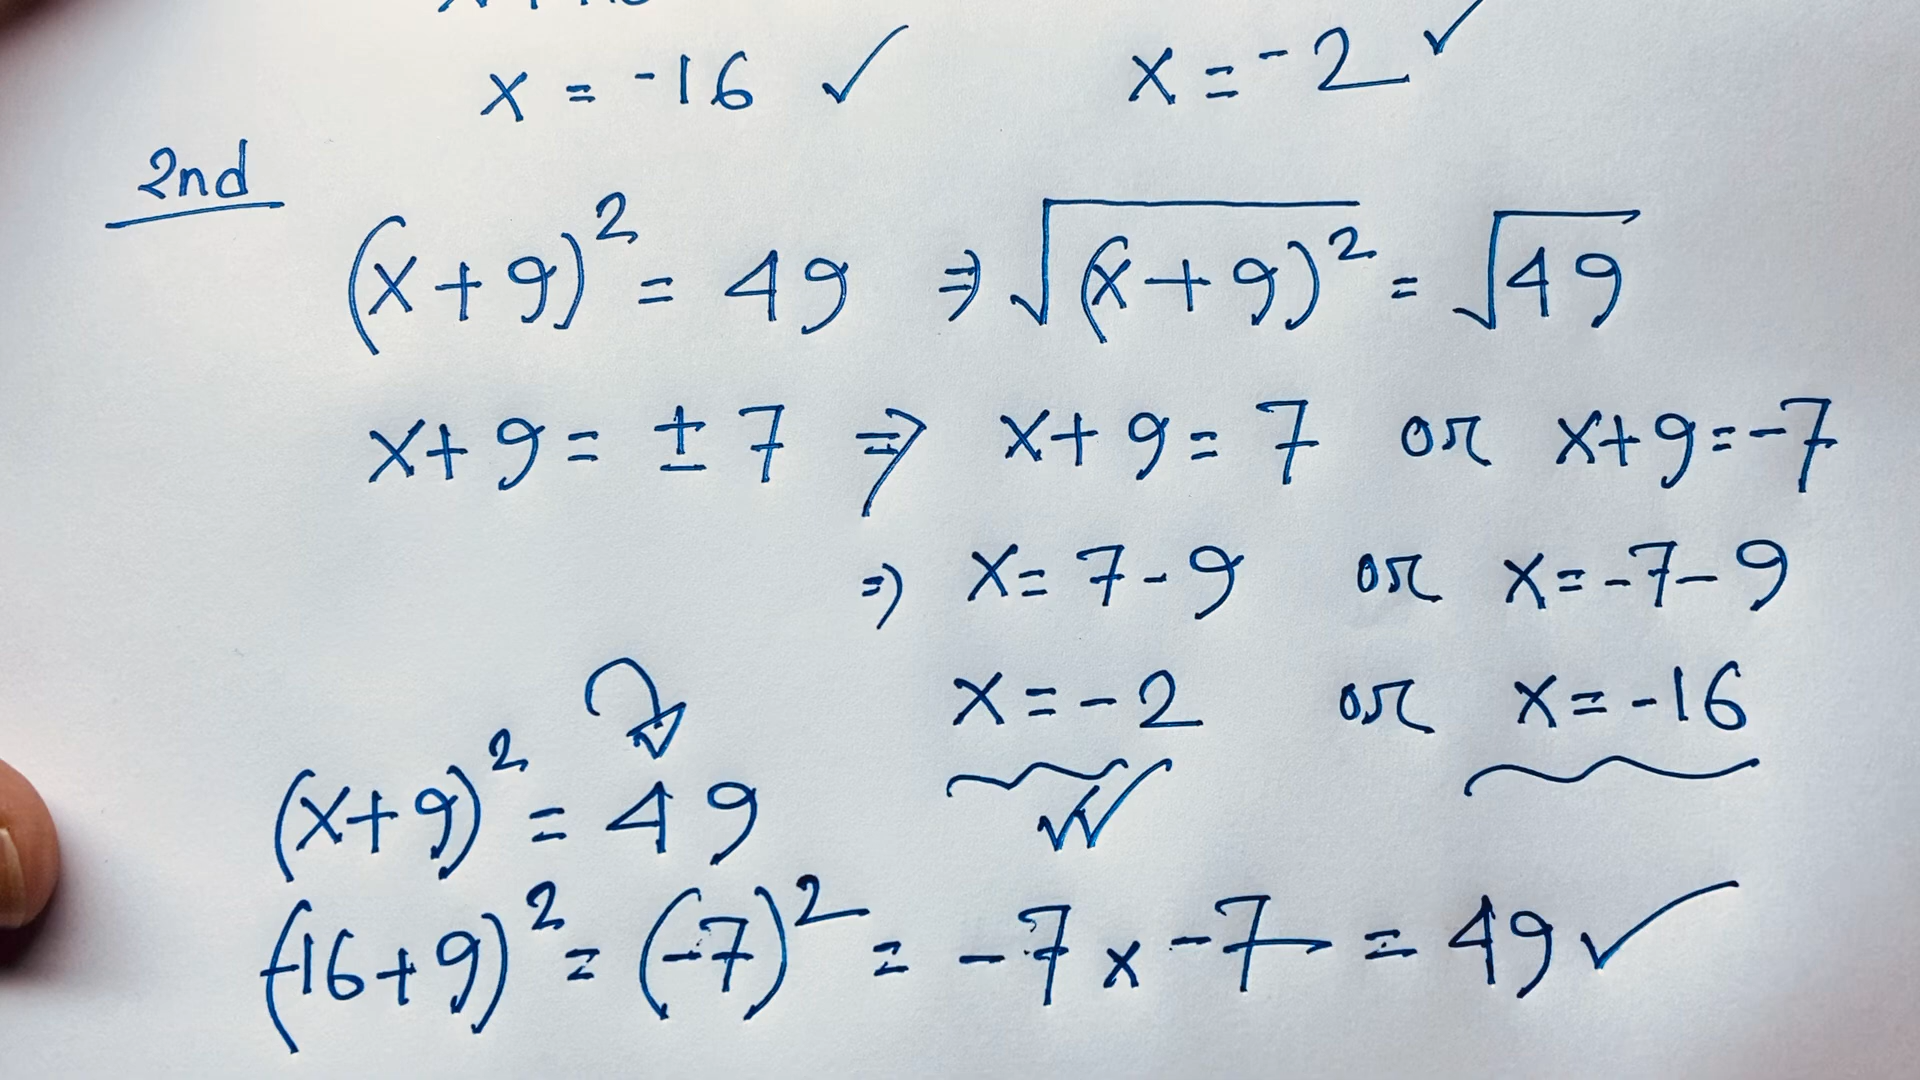 x = -16 ✓ x = -2 ✓
2nd
(x+9)² = 49 ⇒ √(x+9)² = √49
x+9 = ±7 ⇒ x+9 = 7 or x+9 = -7
⇒ x = 7-9 or x = -7-9
x = -2 or x = -16
(x+9)² = 49
(-16+9)² = (-7)² = -7 x -7 = 49 ✓